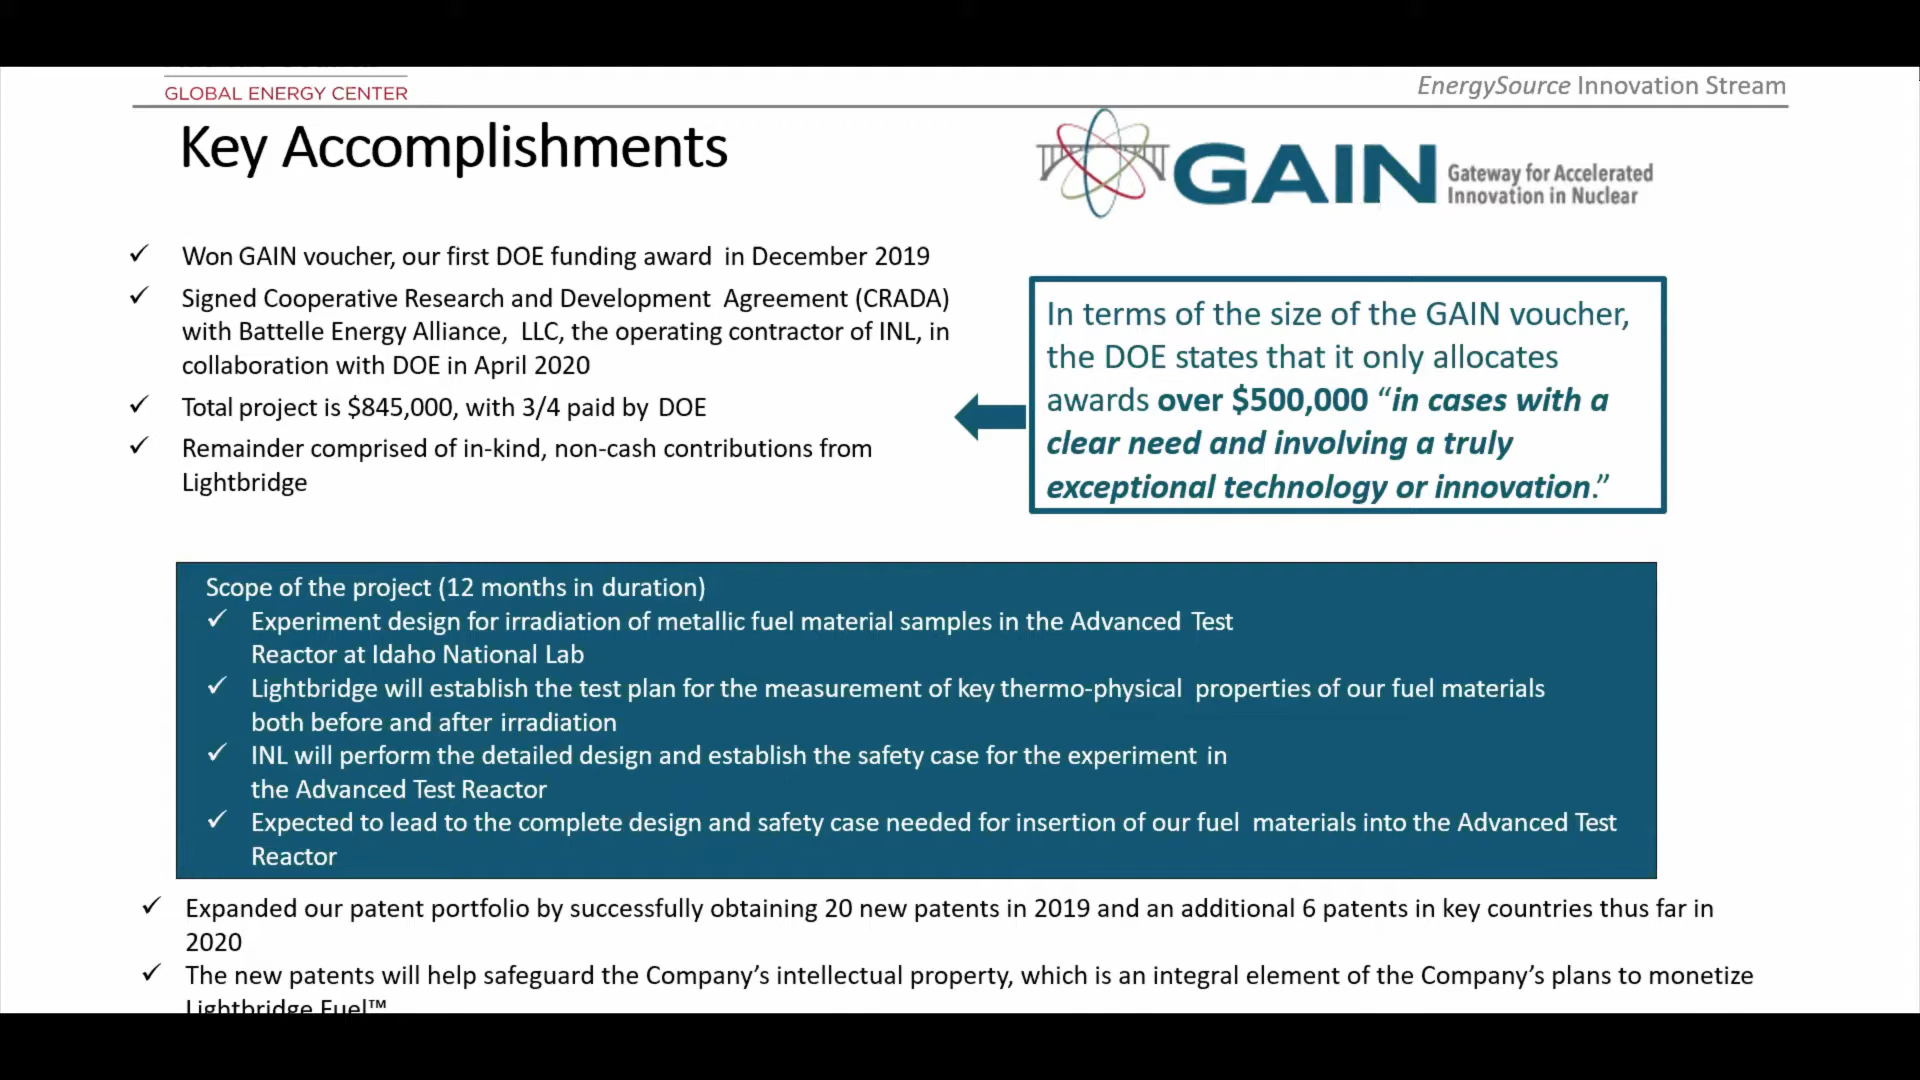 GLOBAL ENERGY CENTER
EnergySource Innovation Stream
Key Accomplishments
GAIN
Gateway for Accelerated
Innovation in Nuclear
✓ Won GAIN voucher, our first DOE funding award in December 2019
✓ Signed Cooperative Research and Development Agreement (CRADA)
with Battelle Energy Alliance, LLC, the operating contractor of INL, in
collaboration with DOE in April 2020
✓ Total project is $845,000, with 3/4 paid by DOE
✓ Remainder comprised of in-kind, non-cash contributions from
Lightbridge
In terms of the size of the GAIN voucher,
the DOE states that it only allocates
awards over $500,000 “in cases with a
clear need and involving a truly
exceptional technology or innovation.”
Scope of the project (12 months in duration)
✓ Experiment design for irradiation of metallic fuel material samples in the Advanced Test
Reactor at Idaho National Lab
✓ Lightbridge will establish the test plan for the measurement of key thermo-physical properties of our fuel materials
both before and after irradiation
✓ INL will perform the detailed design and establish the safety case for the experiment in
the Advanced Test Reactor
✓ Expected to lead to the complete design and safety case needed for insertion of our fuel materials into the Advanced Test
Reactor
✓ Expanded our patent portfolio by successfully obtaining 20 new patents in 2019 and an additional 6 patents in key countries thus far in
2020
✓ The new patents will help safeguard the Company’s intellectual property, which is an integral element of the Company’s plans to monetize
Lightbridge Fuel™